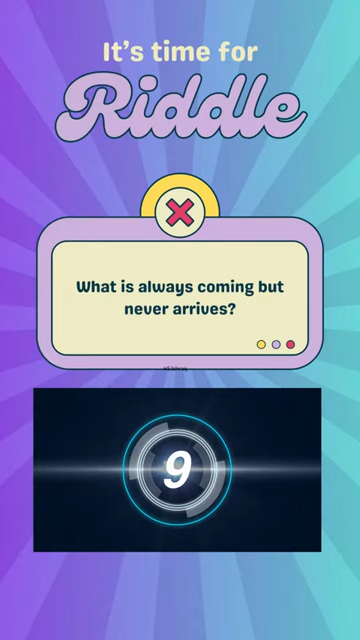 It's time for
Riddle
What is always coming but
never arrives?
9